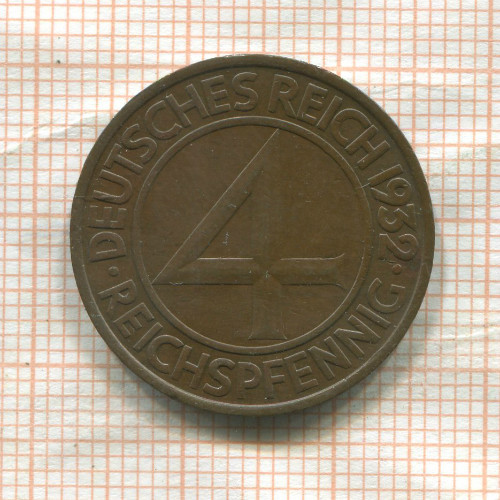 DEUTSCHES REICH 1932
4
REICHSPFENNIG